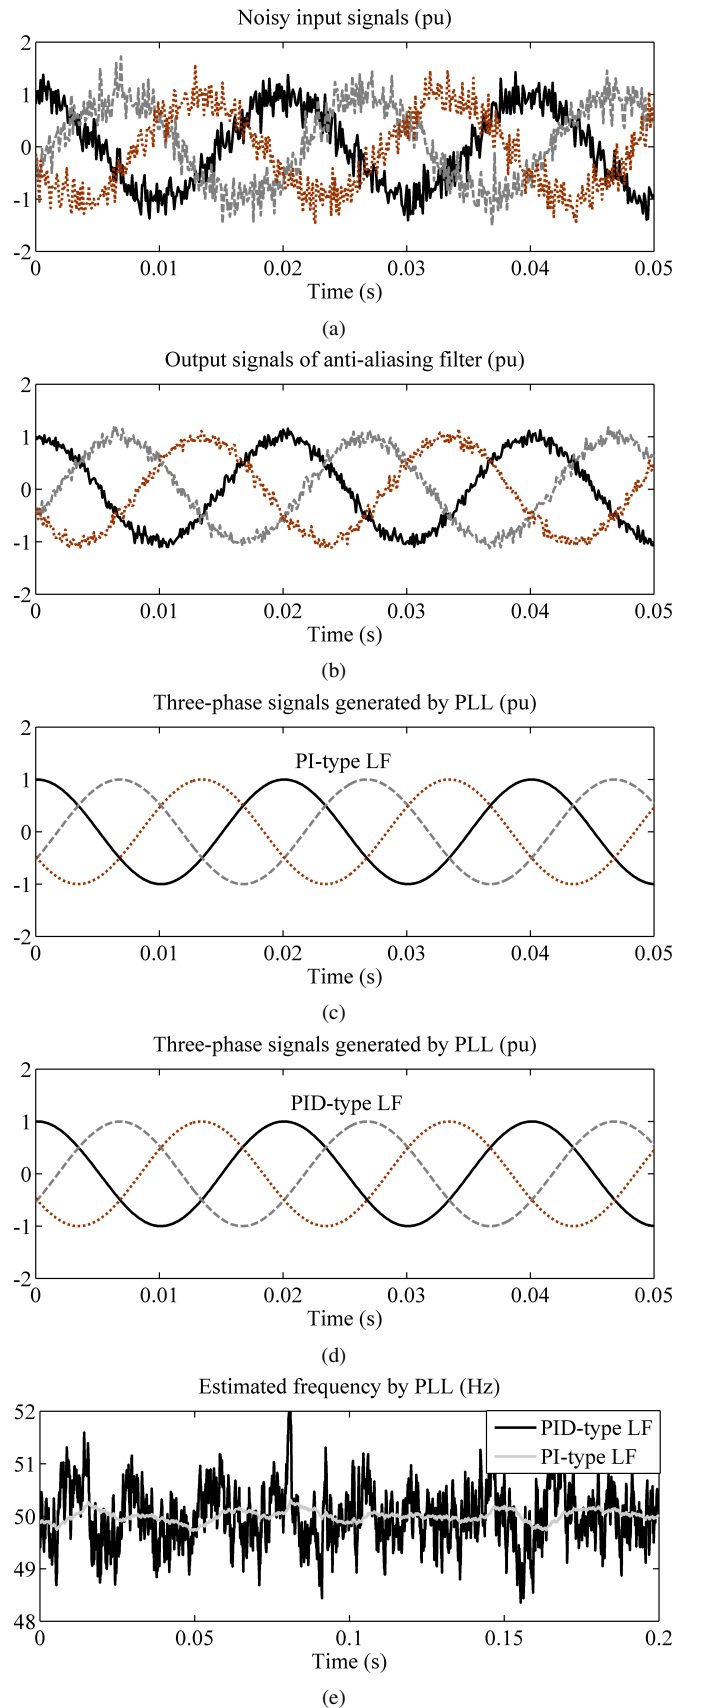 Noisy input signals (pu)
2
1
0
-1
-2
0 0.01 0.02 0.03 0.04 0.05
Time (s)
(a)
Output signals of anti-aliasing filter (pu)
2
1
0
-1
-2
0 0.01 0.02 0.03 0.04 0.05
Time (s)
(b)
Three-phase signals generated by PLL (pu)
2
PI-type LF
1
0
-1
-2
0 0.01 0.02 0.03 0.04 0.05
Time (s)
(c)
Three-phase signals generated by PLL (pu)
2
PID-type LF
1
0
-1
-2
0 0.01 0.02 0.03 0.04 0.05
Time (s)
(d)
Estimated frequency by PLL (Hz)
52
PID-type LF
PI-type LF
51
50
49
48
0 0.05 0.1 0.15 0.2
Time (s)
(e)